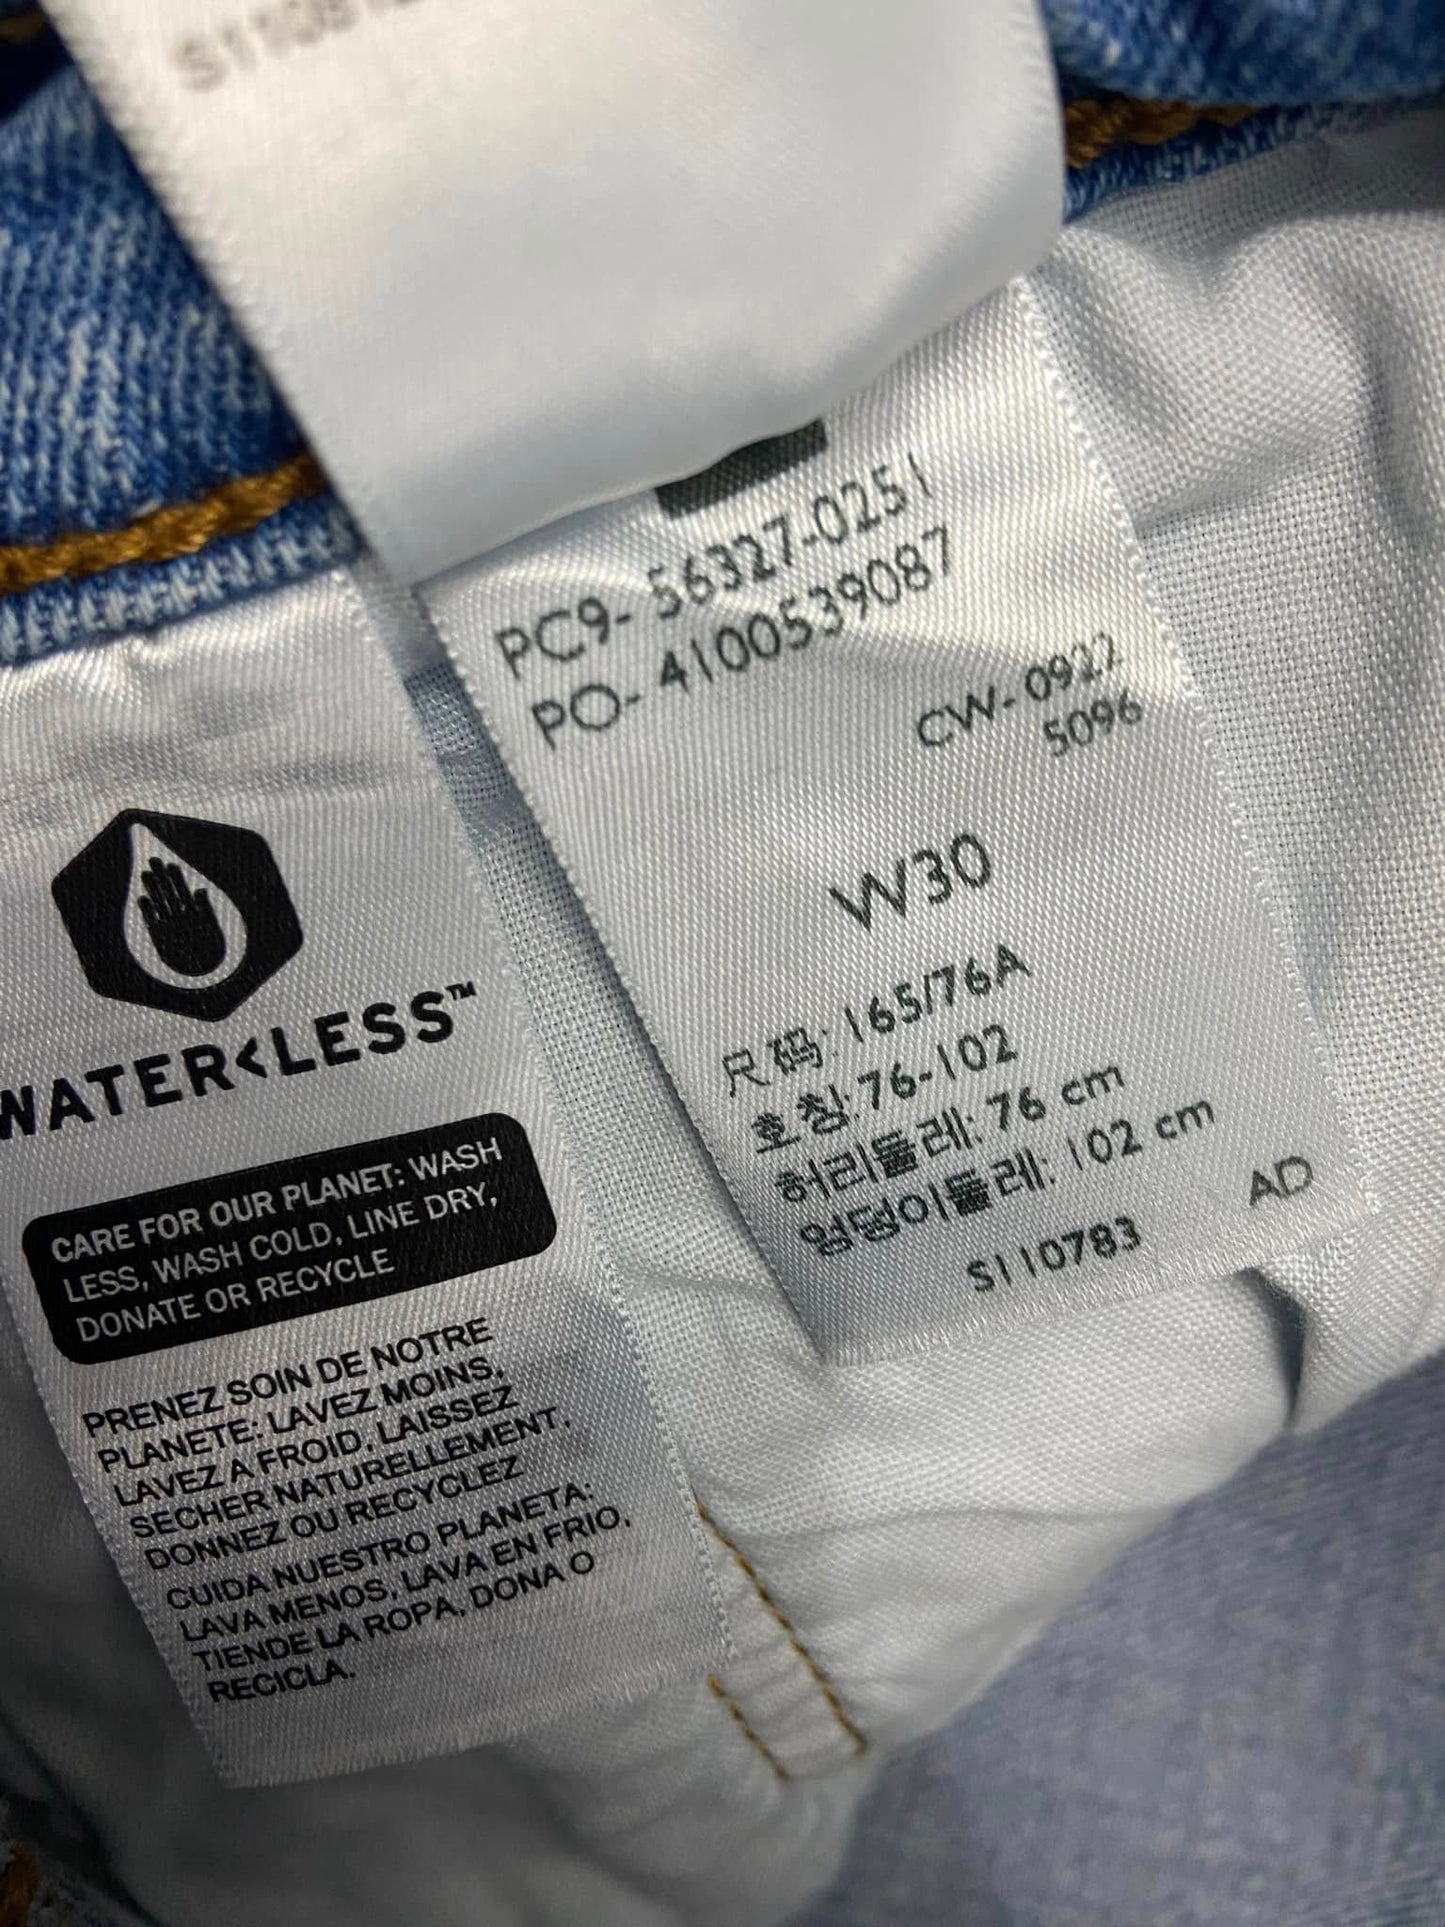 PC9- 56327-0251
PO- 4100539087
CW- 0922
5096
W30
尺码: 165/76A
호칭: 76-102
허리둘레: 76 cm
엉덩이둘레: 102 cm
AD
S110783
WATER<LESS™
CARE FOR OUR PLANET: WASH
LESS, WASH COLD, LINE DRY,
DONATE OR RECYCLE
PRENEZ SOIN DE NOTRE
PLANETE: LAVEZ MOINS,
LAVEZ A FROID, LAISSEZ
SECHER NATURELLEMENT,
DONNEZ OU RECYCLEZ
CUIDA NUESTRO PLANETA:
LAVA MENOS, LAVA EN FRIO,
TIENDE LA ROPA, DONA O
RECICLA.